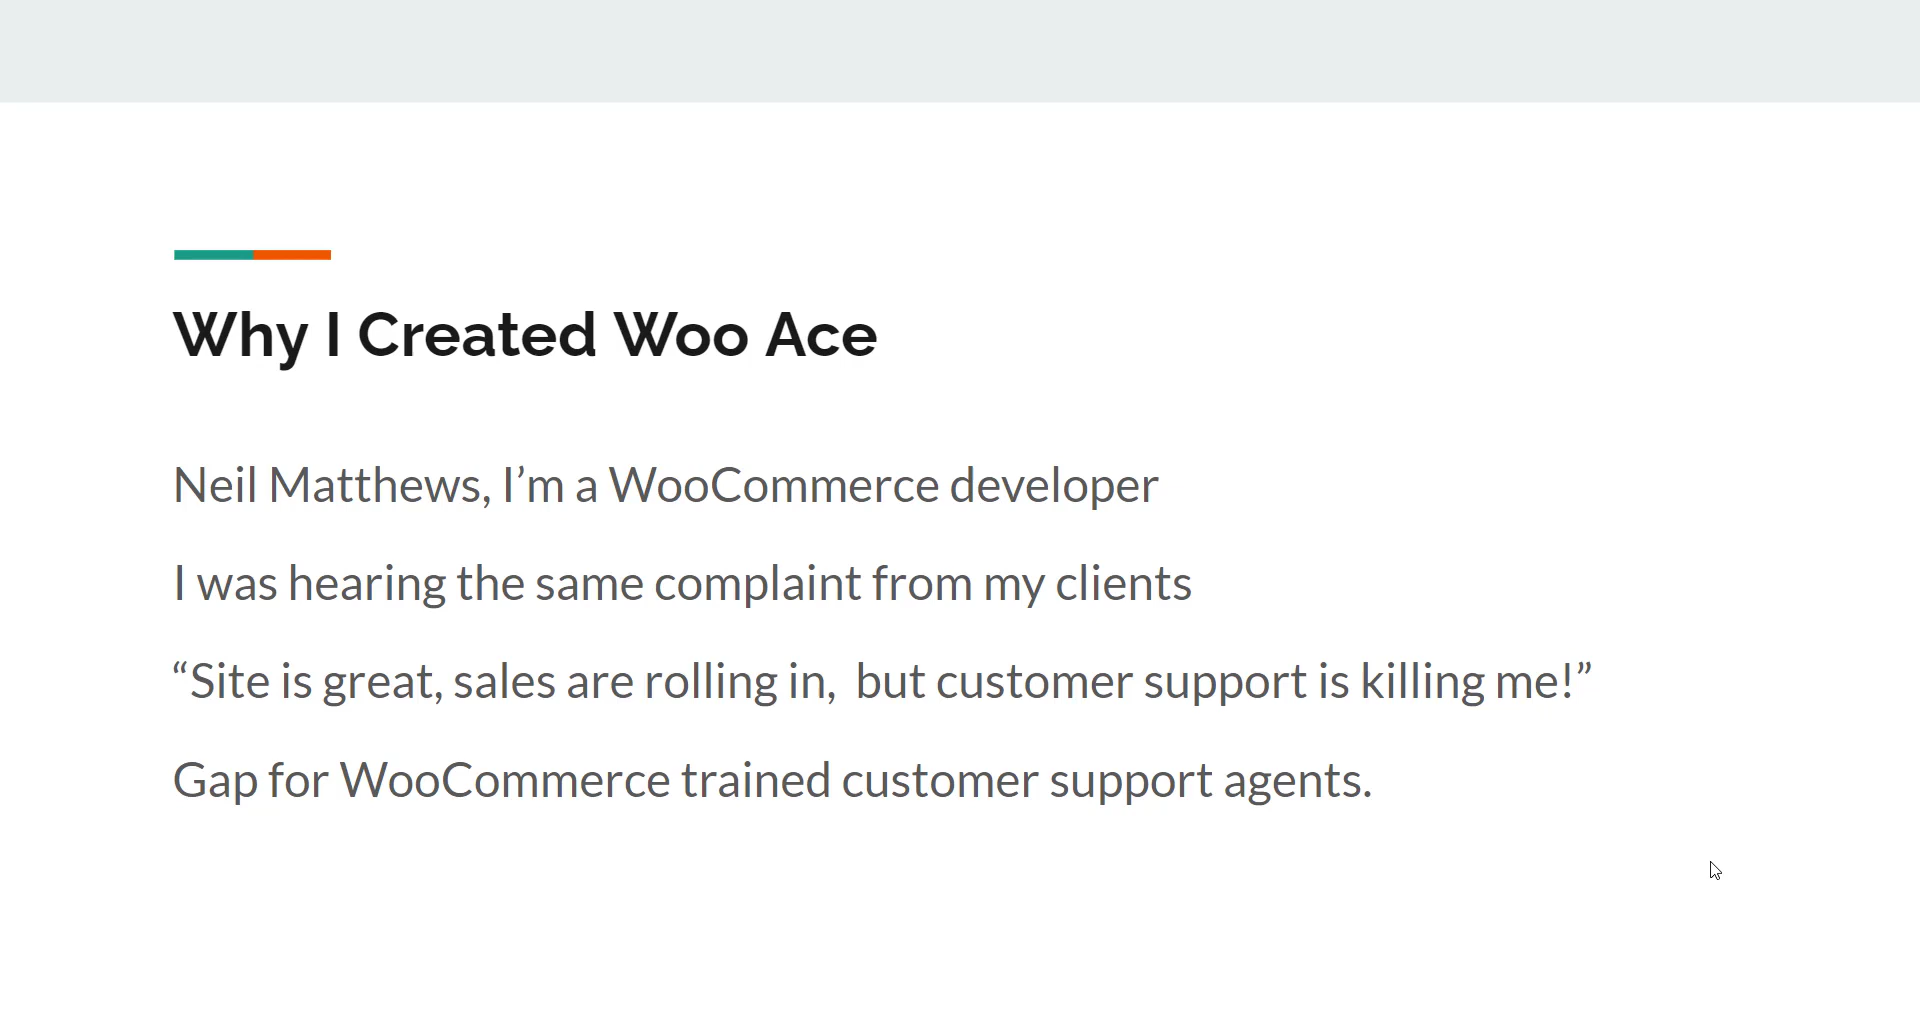 Why I Created Woo Ace
Neil Matthews, I’m a WooCommerce developer
I was hearing the same complaint from my clients
“Site is great, sales are rolling in,  but customer support is killing me!”
Gap for WooCommerce trained customer support agents.